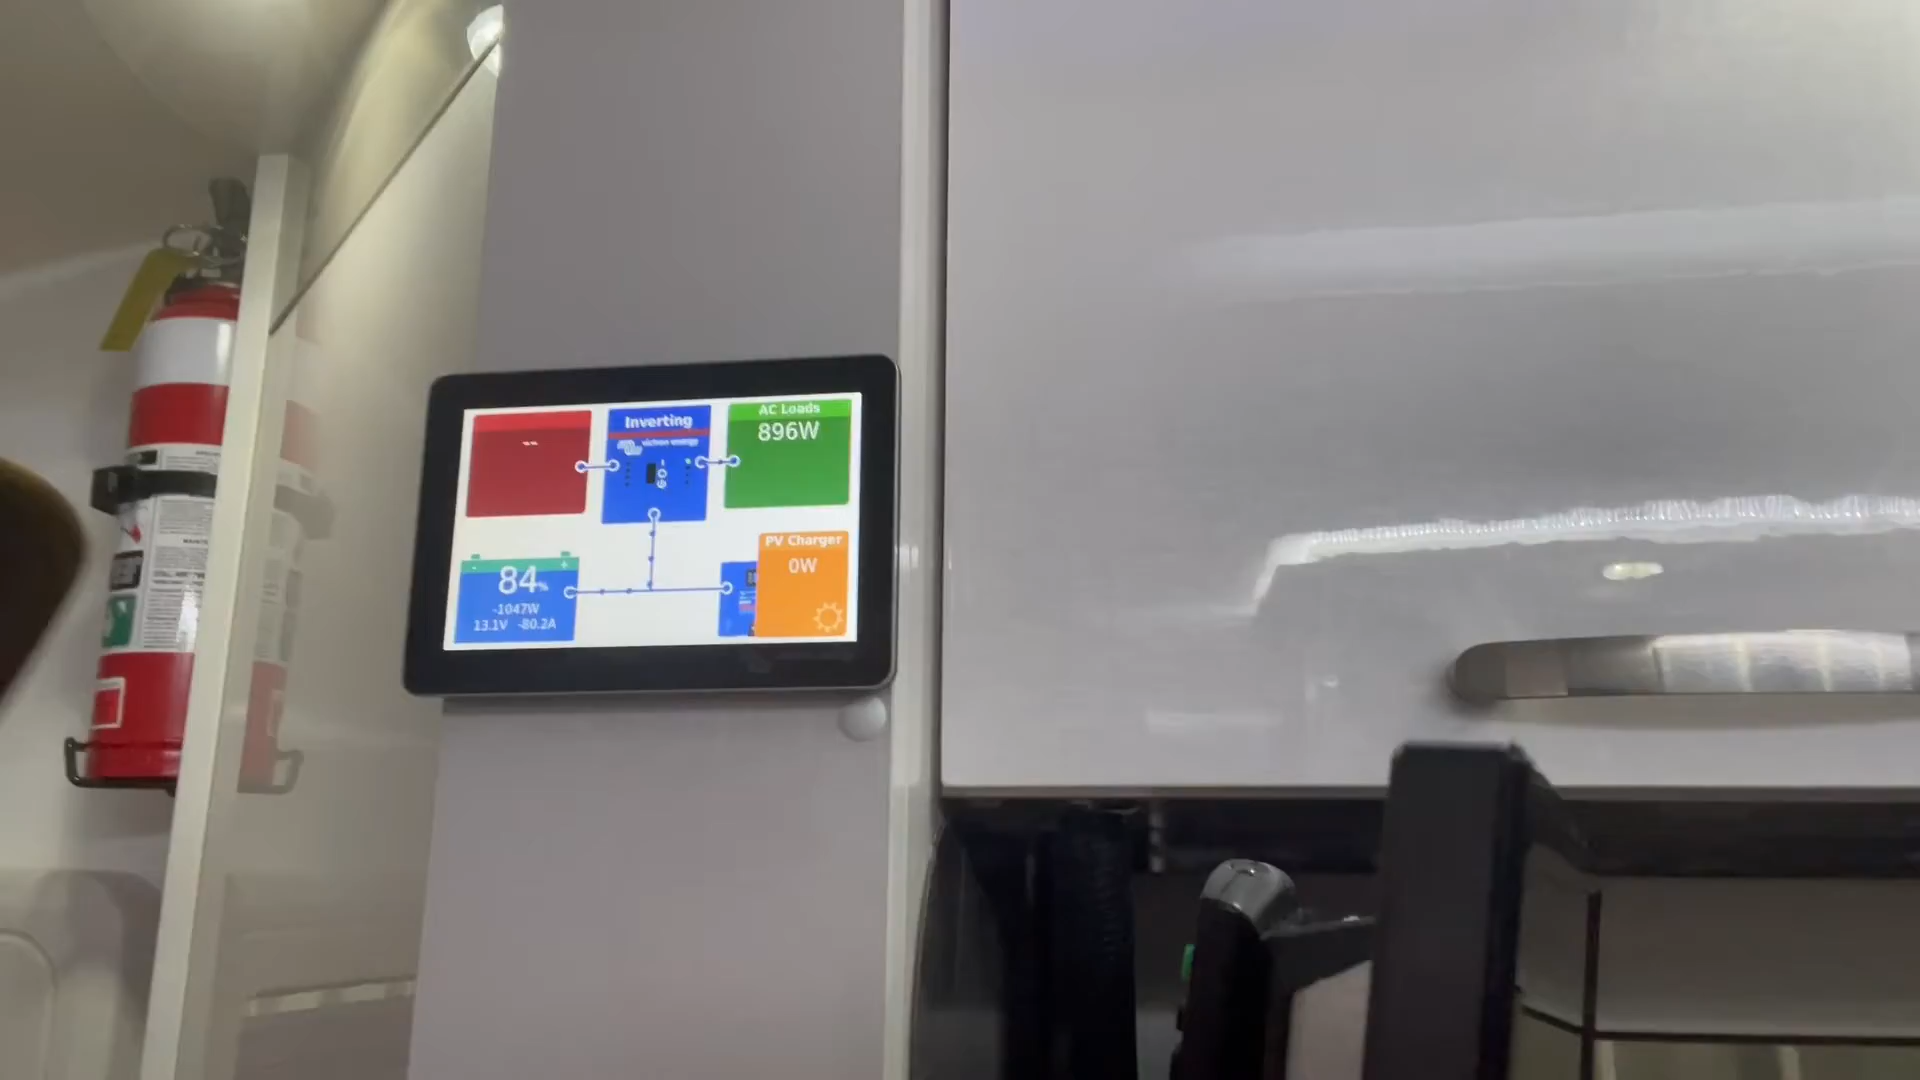 --
Inverting
victron energy
AC Loads
896W
84%
-1047W
13.1V -80.2A
PV Charger
0W